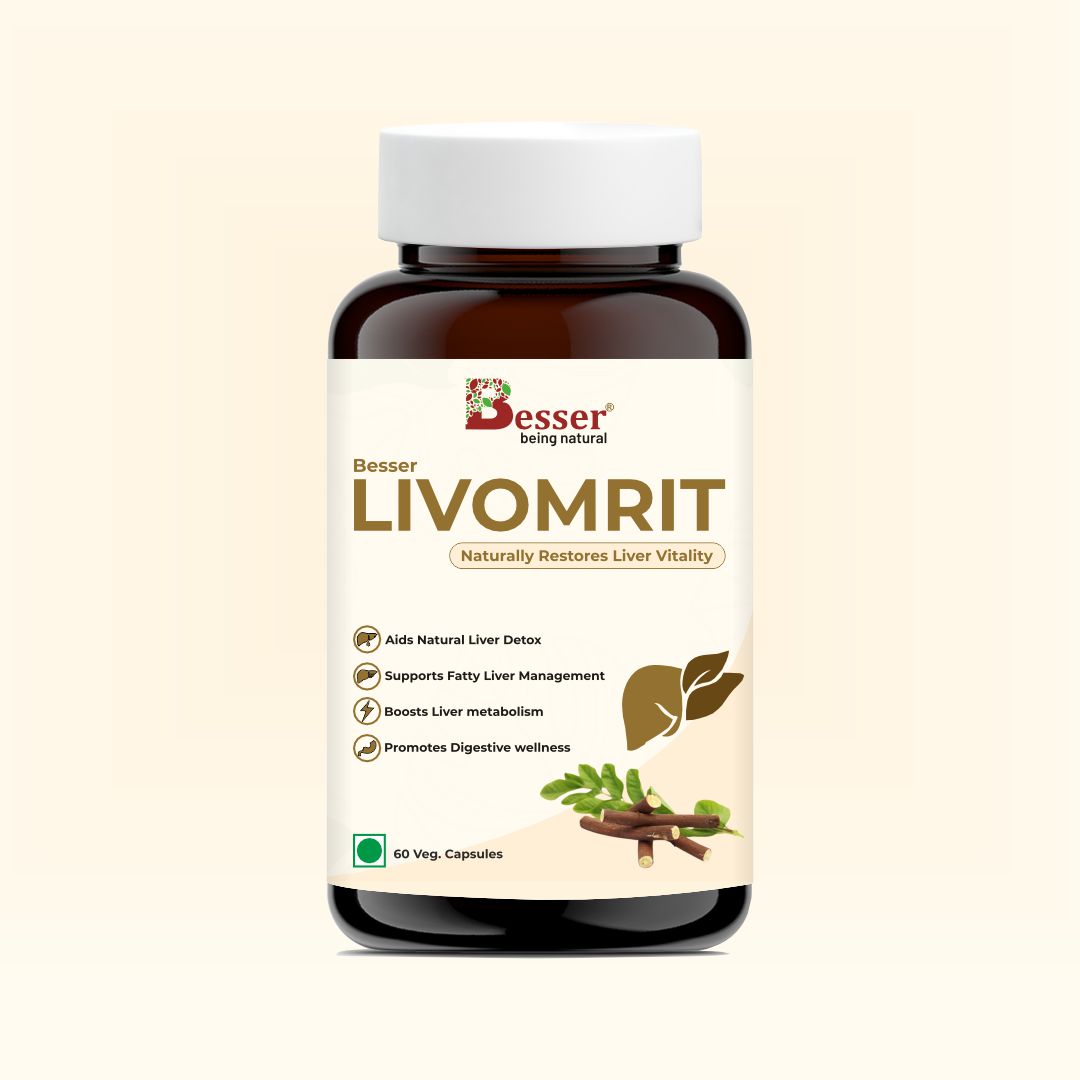 Besser®
being natural
Besser
LIVOMRIT
Naturally Restores Liver Vitality
Aids Natural Liver Detox
Supports Fatty Liver Management
Boosts Liver metabolism
Promotes Digestive wellness
60 Veg. Capsules